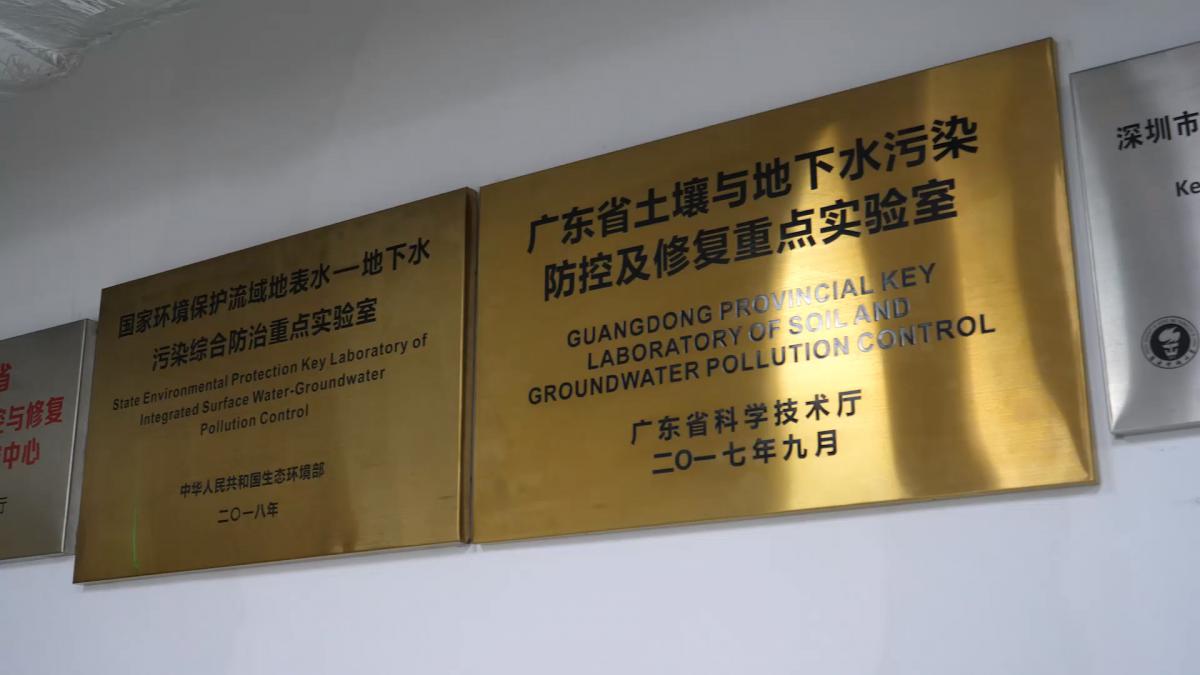 省
控与修复
中心
厅
国家环境保护流域地表水一地下水
污染综合防治重点实验室
State Environmental Protection Key Laboratory of
Integrated Surface Water-Groundwater
Pollution Control
中华人民共和国生态环境部
二〇一八年
广东省土壤与地下水污染
防控及修复重点实验室
GUANGDONG PROVINCIAL KEY
LABORATORY OF SOIL AND
GROUNDWATER POLLUTION CONTROL
广东省科学技术厅
二〇一七年九月
深圳市
Ke